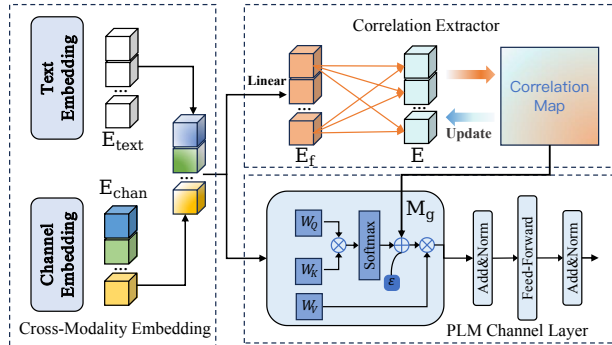 Text
Embedding
...
E_text
E_chan
Channel
Embedding
...
...
Cross-Modality Embedding
Correlation Extractor
Linear
...
E_f
...
E
Update
Correlation
Map
M_g
W_Q
W_K
W_V
Softmax
ε
Add&Norm
Feed-Forward
Add&Norm
PLM Channel Layer